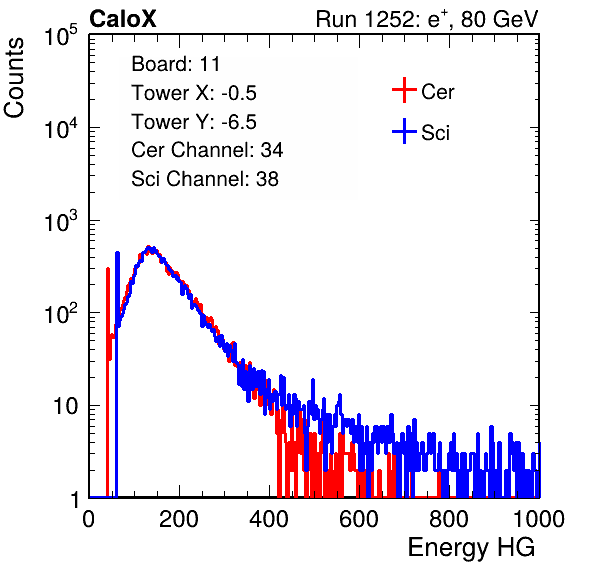 CaloX Run 1252: e⁺, 80 GeV
Counts
10⁵
10⁴
10³
10²
10
1
Board: 11
Tower X: -0.5
Tower Y: -6.5
Cer Channel: 34
Sci Channel: 38
Cer
Sci
0 200 400 600 800 1000
Energy HG